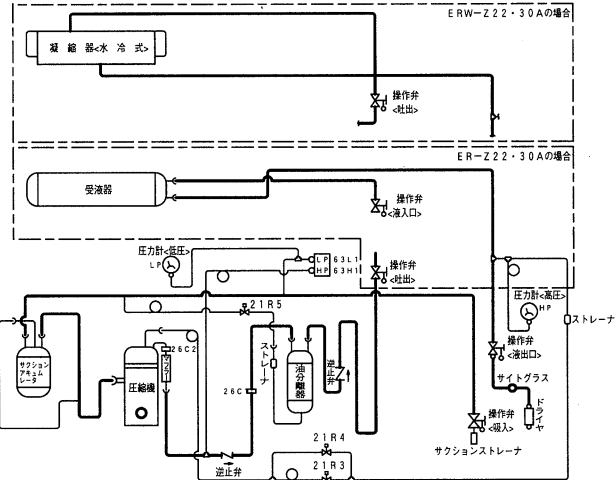 ERW-Z22・30Aの場合
凝縮器<水冷式>
操作弁
<吐出>
ER-Z22・30Aの場合
受液器
操作弁
<液入口>
圧力計<低圧>
LP
LP 63L1
HP 63H1
操作弁
<吐出>
圧力計<高圧>
HP
21R5
ストレーナ
ストレーナ
操作弁
<液出口>
サイトグラス
ドライヤ
サクション
アキュム
レータ
26C2
マフラー
圧縮機
26C
油分離器
逆止弁
操作弁
<吸入>
サクションストレーナ
21R4
21R3
逆止弁